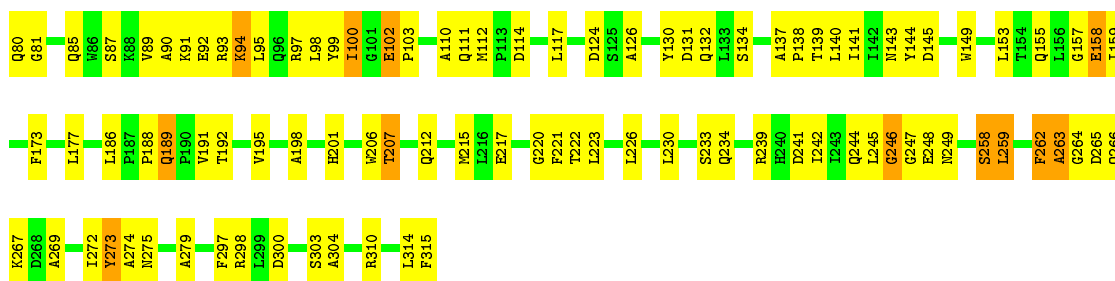 Q80 G81 Q85 W86 S87 K88 V89 A90 K91 E92 R93 K94 L95 Q96 R97 L98 Y99 I100 G101 E102 P103 A110 Q111 M112 P113 D114 L117 D124 S125 A126 Y130 D131 Q132 L133 S134 A137 P138 T139 L140 I141 I142 N143 Y144 D145 W149 L153 T154 Q155 L156 G157 E158 I159
F173 L177 L186 P187 P188 Q189 P190 V191 T192 V195 A198 H201 W206 T207 Q212 M215 L216 E217 G220 F221 T222 L223 L226 L230 S233 Q234 R239 H240 D241 I242 I243 Q244 L245 G246 G247 E248 N249 S258 L259 F262 A263 G264 D265
K267 D268 A269 I272 Y273 A274 N275 A279 F297 R298 L299 D300 S303 A304 R310 L314 F315